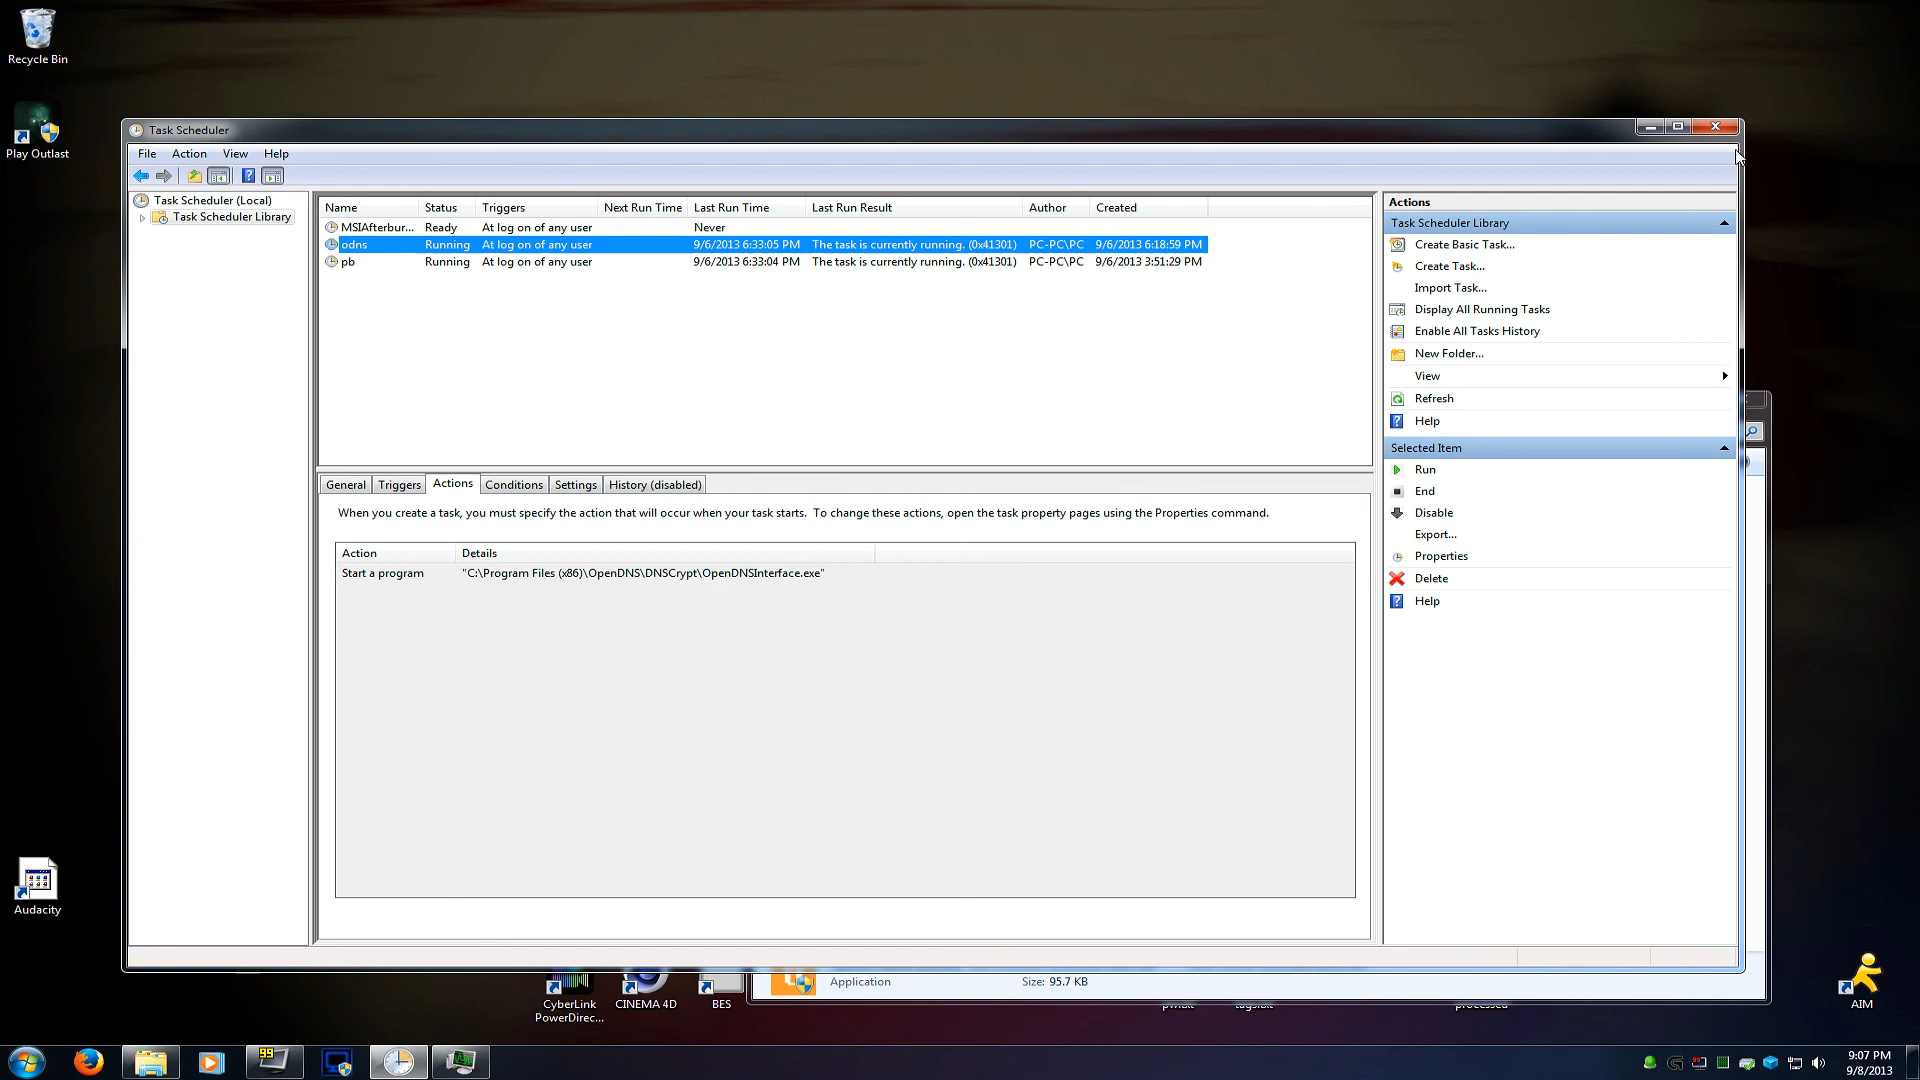 Recycle Bin
Play Outlast
Task Scheduler
File Action View Help
Task Scheduler (Local)
Task Scheduler Library
Name Status Triggers Next Run Time Last Run Time Last Run Result Author Created
MSIAfterbur... Ready At log on of any user Never
odns Running At log on of any user 9/6/2013 6:33:05 PM The task is currently running. (0x41301) PC-PC\PC 9/6/2013 6:18:59 PM
pb Running At log on of any user 9/6/2013 6:33:04 PM The task is currently running. (0x41301) PC-PC\PC 9/6/2013 3:51:29 PM
General Triggers Actions Conditions Settings History (disabled)
When you create a task, you must specify the action that will occur when your task starts. To change these actions, open the task property pages using the Properties command.
Action Details
Start a program "C:\Program Files (x86)\OpenDNS\DNSCrypt\OpenDNSInterface.exe"
Actions
Task Scheduler Library
Create Basic Task...
Create Task...
Import Task...
Display All Running Tasks
Enable All Tasks History
New Folder...
View
Refresh
Help
Selected Item
Run
End
Disable
Export...
Properties
Delete
Help
Audacity
CyberLink
PowerDirec...
CINEMA 4D
BES
Application Size: 95.7 KB
AIM
99
9:07 PM
9/8/2013